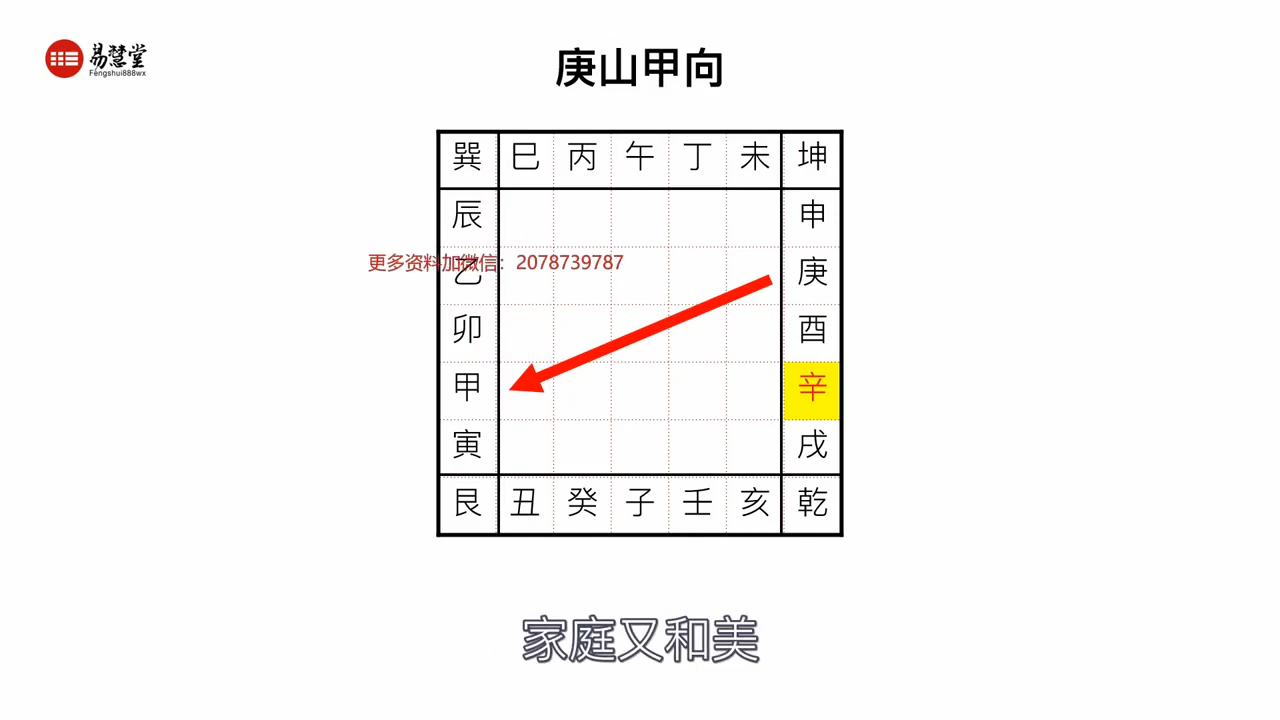 易慧堂
Fengshui888wx
庚山甲向
巽 巳 丙 午 丁 未 坤
辰 申
更多资料加微信：2078739787
乙 庚
卯 酉
甲 辛
寅 戌
艮 丑 癸 子 壬 亥 乾
家庭又和美